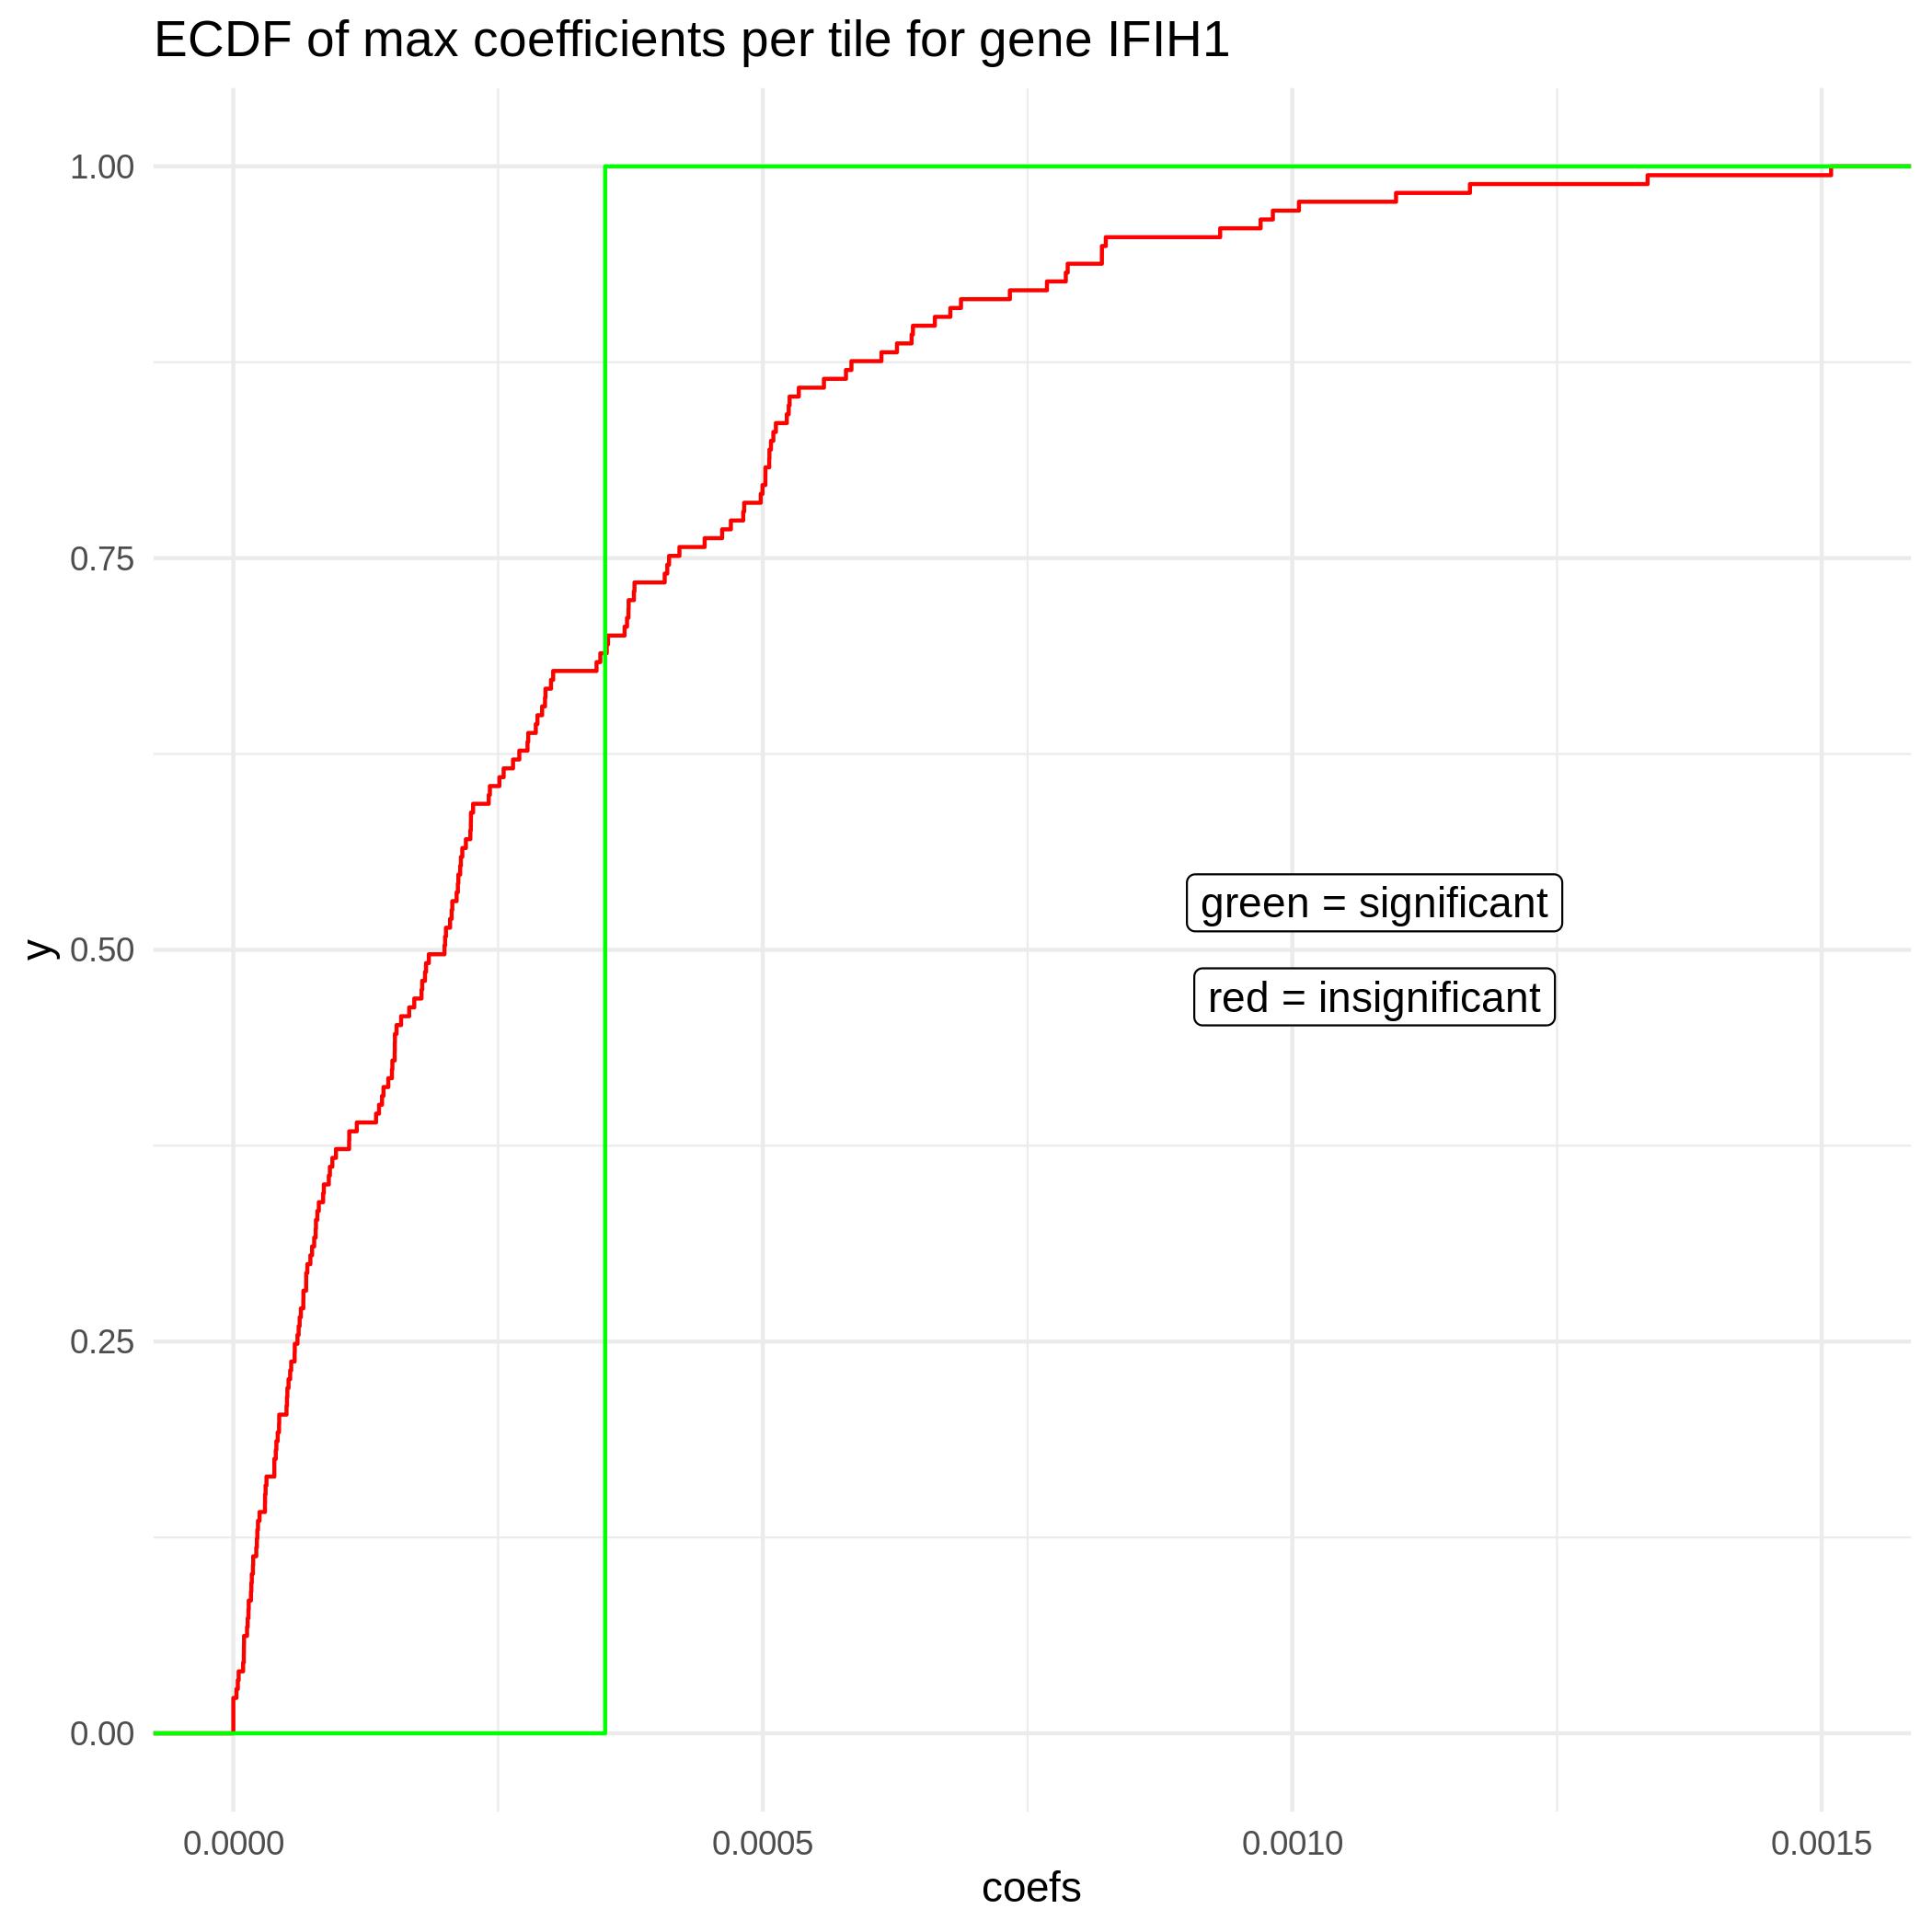 ECDF of max coefficients per tile for gene IFIH1
1.00
0.75
0.50
0.25
0.00
y
green = significant
red = insignificant
0.0000 0.0005 0.0010 0.0015
coefs